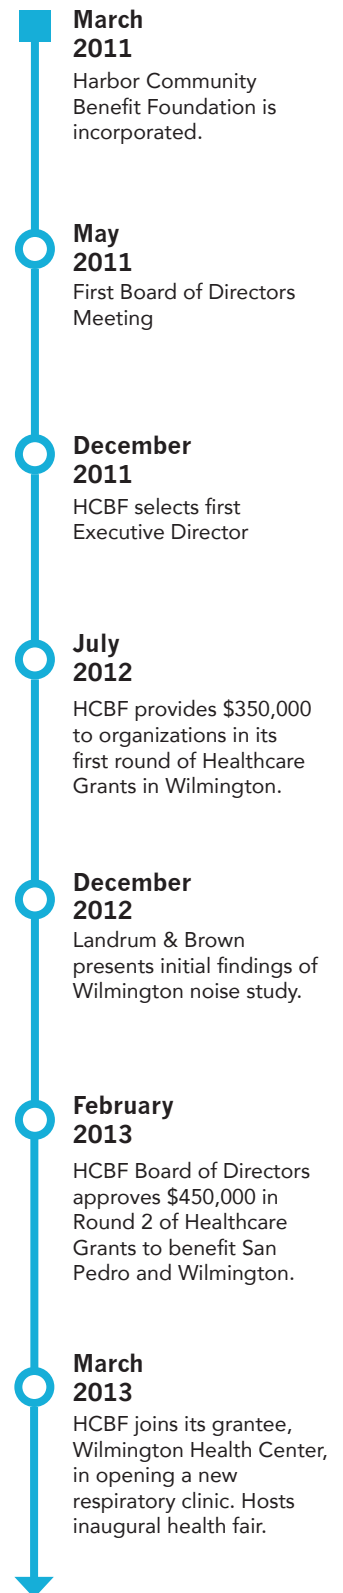 March
2011
Harbor Community
Benefit Foundation is
incorporated.
May
2011
First Board of Directors
Meeting
December
2011
HCBF selects first
Executive Director
July
2012
HCBF provides $350,000
to organizations in its
first round of Healthcare
Grants in Wilmington.
December
2012
Landrum & Brown
presents initial findings of
Wilmington noise study.
February
2013
HCBF Board of Directors
approves $450,000 in
Round 2 of Healthcare
Grants to benefit San
Pedro and Wilmington.
March
2013
HCBF joins its grantee,
Wilmington Health Center,
in opening a new
respiratory clinic. Hosts
inaugural health fair.